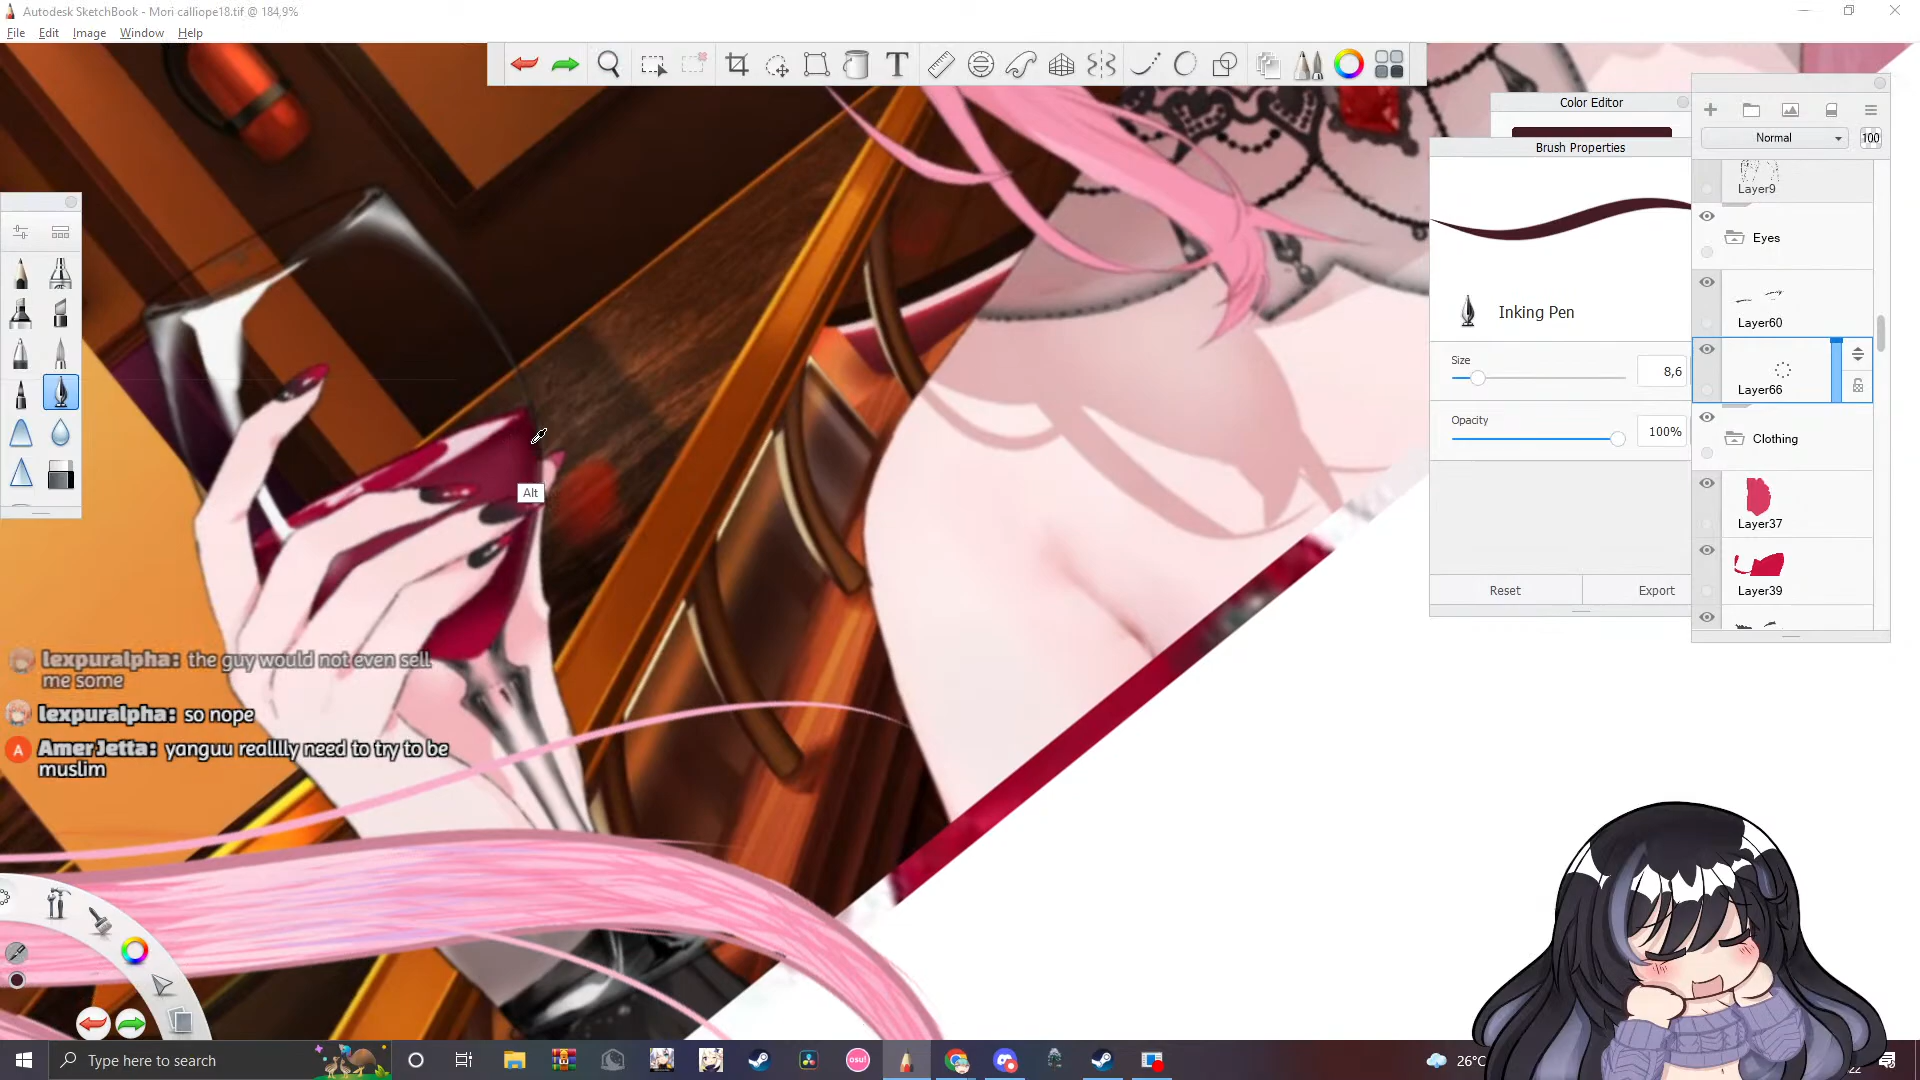 Autodesk SketchBook - Mori calliope18.tif @ 184,9%
File Edit Image Window Help
T
Color Editor
Brush Properties
Normal
100
Layer9
Eyes
Layer60
Inking Pen
Size
8,6
Layer66
Opacity
100%
Clothing
Alt
Layer37
Reset
Export
Layer39
lexpuralpha: the guy would not even sell
me some
lexpuralpha: so nope
A AmerJetta: yanguu reallly need to try to be
muslim
Type here to search
osu!
26°C
22